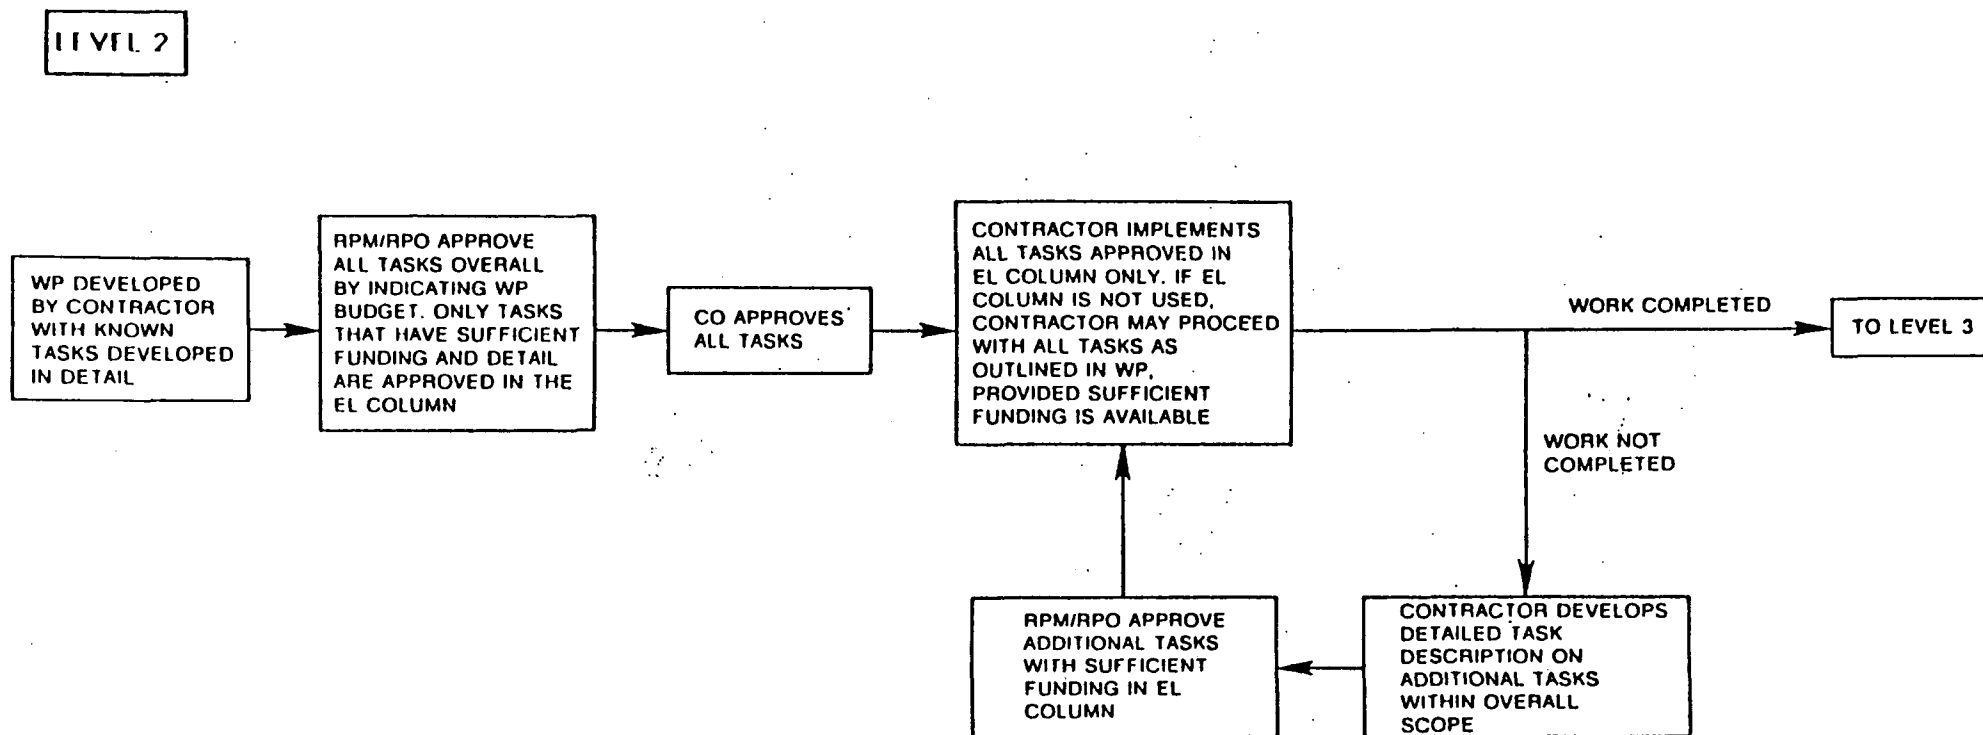 LEVEL 2
WP DEVELOPED
BY CONTRACTOR
WITH KNOWN
TASKS DEVELOPED
IN DETAIL
RPM/RPO APPROVE
ALL TASKS OVERALL
BY INDICATING WP
BUDGET. ONLY TASKS
THAT HAVE SUFFICIENT
FUNDING AND DETAIL
ARE APPROVED IN THE
EL COLUMN
CO APPROVES
ALL TASKS
CONTRACTOR IMPLEMENTS
ALL TASKS APPROVED IN
EL COLUMN ONLY. IF EL
COLUMN IS NOT USED,
CONTRACTOR MAY PROCEED
WITH ALL TASKS AS
OUTLINED IN WP,
PROVIDED SUFFICIENT
FUNDING IS AVAILABLE
WORK COMPLETED
TO LEVEL 3
WORK NOT
COMPLETED
CONTRACTOR DEVELOPS
DETAILED TASK
DESCRIPTION ON
ADDITIONAL TASKS
WITHIN OVERALL
SCOPE
RPM/RPO APPROVE
ADDITIONAL TASKS
WITH SUFFICIENT
FUNDING IN EL
COLUMN